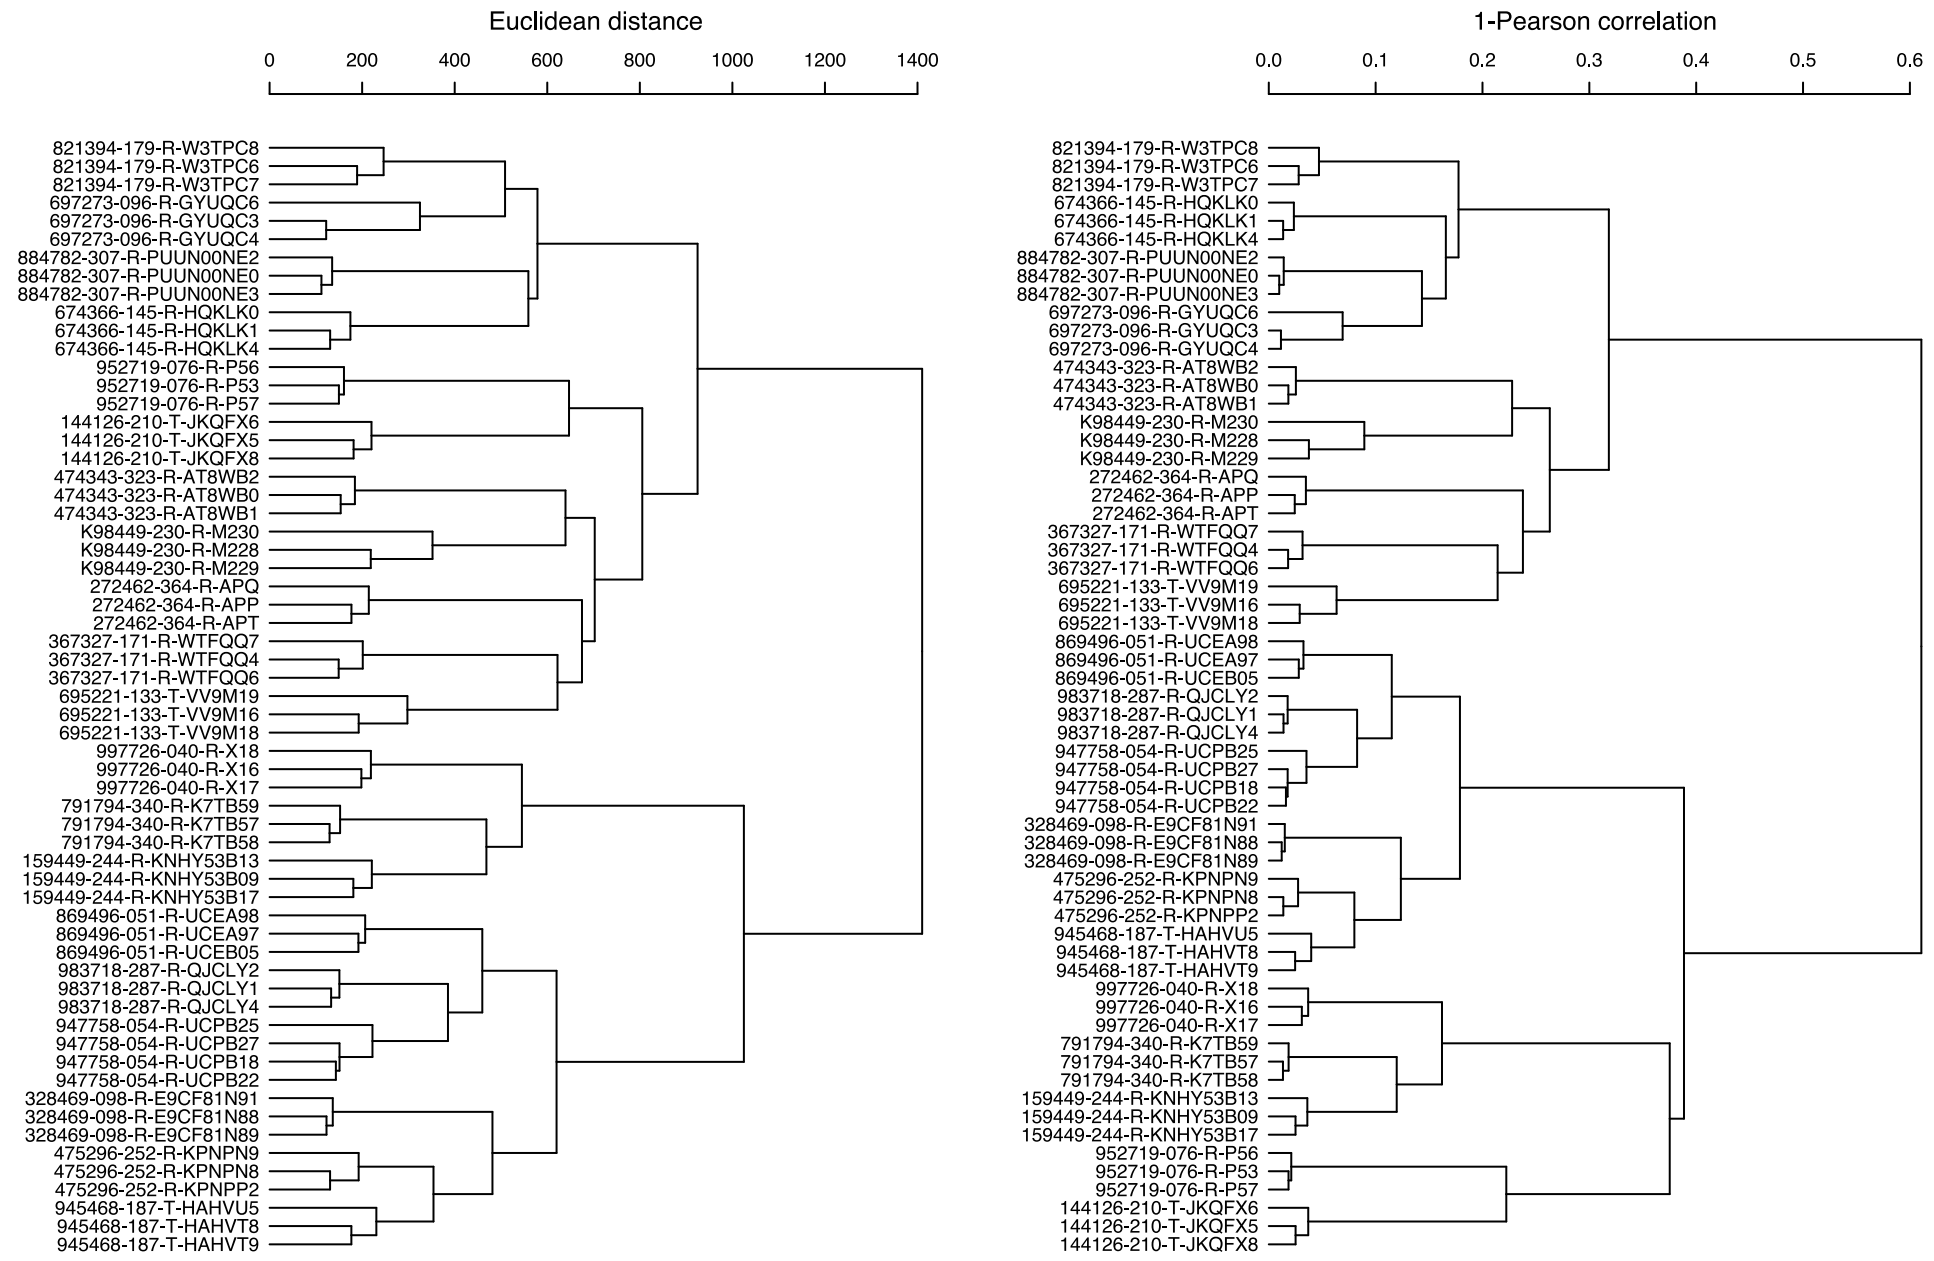 Euclidean distance
0 200 400 600 800 1000 1200 1400
821394-179-R-W3TPC8
821394-179-R-W3TPC6
821394-179-R-W3TPC7
697273-096-R-GYUQC6
697273-096-R-GYUQC3
697273-096-R-GYUQC4
884782-307-R-PUUN00NE2
884782-307-R-PUUN00NE0
884782-307-R-PUUN00NE3
674366-145-R-HQKLK0
674366-145-R-HQKLK1
674366-145-R-HQKLK4
952719-076-R-P56
952719-076-R-P53
952719-076-R-P57
144126-210-T-JKQFX6
144126-210-T-JKQFX5
144126-210-T-JKQFX8
474343-323-R-AT8WB2
474343-323-R-AT8WB0
474343-323-R-AT8WB1
K98449-230-R-M230
K98449-230-R-M228
K98449-230-R-M229
272462-364-R-APQ
272462-364-R-APP
272462-364-R-APT
367327-171-R-WTFQQ7
367327-171-R-WTFQQ4
367327-171-R-WTFQQ6
695221-133-T-VV9M19
695221-133-T-VV9M16
695221-133-T-VV9M18
997726-040-R-X18
997726-040-R-X16
997726-040-R-X17
791794-340-R-K7TB59
791794-340-R-K7TB57
791794-340-R-K7TB58
159449-244-R-KNHY53B13
159449-244-R-KNHY53B09
159449-244-R-KNHY53B17
869496-051-R-UCEA98
869496-051-R-UCEA97
869496-051-R-UCEB05
983718-287-R-QJCLY2
983718-287-R-QJCLY1
983718-287-R-QJCLY4
947758-054-R-UCPB25
947758-054-R-UCPB27
947758-054-R-UCPB18
947758-054-R-UCPB22
328469-098-R-E9CF81N91
328469-098-R-E9CF81N88
328469-098-R-E9CF81N89
475296-252-R-KPNPN9
475296-252-R-KPNPN8
475296-252-R-KPNPP2
945468-187-T-HAHVU5
945468-187-T-HAHVT8
945468-187-T-HAHVT9
1-Pearson correlation
0.0 0.1 0.2 0.3 0.4 0.5 0.6
821394-179-R-W3TPC8
821394-179-R-W3TPC6
821394-179-R-W3TPC7
674366-145-R-HQKLK0
674366-145-R-HQKLK1
674366-145-R-HQKLK4
884782-307-R-PUUN00NE2
884782-307-R-PUUN00NE0
884782-307-R-PUUN00NE3
697273-096-R-GYUQC6
697273-096-R-GYUQC3
697273-096-R-GYUQC4
474343-323-R-AT8WB2
474343-323-R-AT8WB0
474343-323-R-AT8WB1
K98449-230-R-M230
K98449-230-R-M228
K98449-230-R-M229
272462-364-R-APQ
272462-364-R-APP
272462-364-R-APT
367327-171-R-WTFQQ7
367327-171-R-WTFQQ4
367327-171-R-WTFQQ6
695221-133-T-VV9M19
695221-133-T-VV9M16
695221-133-T-VV9M18
869496-051-R-UCEA98
869496-051-R-UCEA97
869496-051-R-UCEB05
983718-287-R-QJCLY2
983718-287-R-QJCLY1
983718-287-R-QJCLY4
947758-054-R-UCPB25
947758-054-R-UCPB27
947758-054-R-UCPB18
947758-054-R-UCPB22
328469-098-R-E9CF81N91
328469-098-R-E9CF81N88
328469-098-R-E9CF81N89
475296-252-R-KPNPN9
475296-252-R-KPNPN8
475296-252-R-KPNPP2
945468-187-T-HAHVU5
945468-187-T-HAHVT8
945468-187-T-HAHVT9
997726-040-R-X18
997726-040-R-X16
997726-040-R-X17
791794-340-R-K7TB59
791794-340-R-K7TB57
791794-340-R-K7TB58
159449-244-R-KNHY53B13
159449-244-R-KNHY53B09
159449-244-R-KNHY53B17
952719-076-R-P56
952719-076-R-P53
952719-076-R-P57
144126-210-T-JKQFX6
144126-210-T-JKQFX5
144126-210-T-JKQFX8